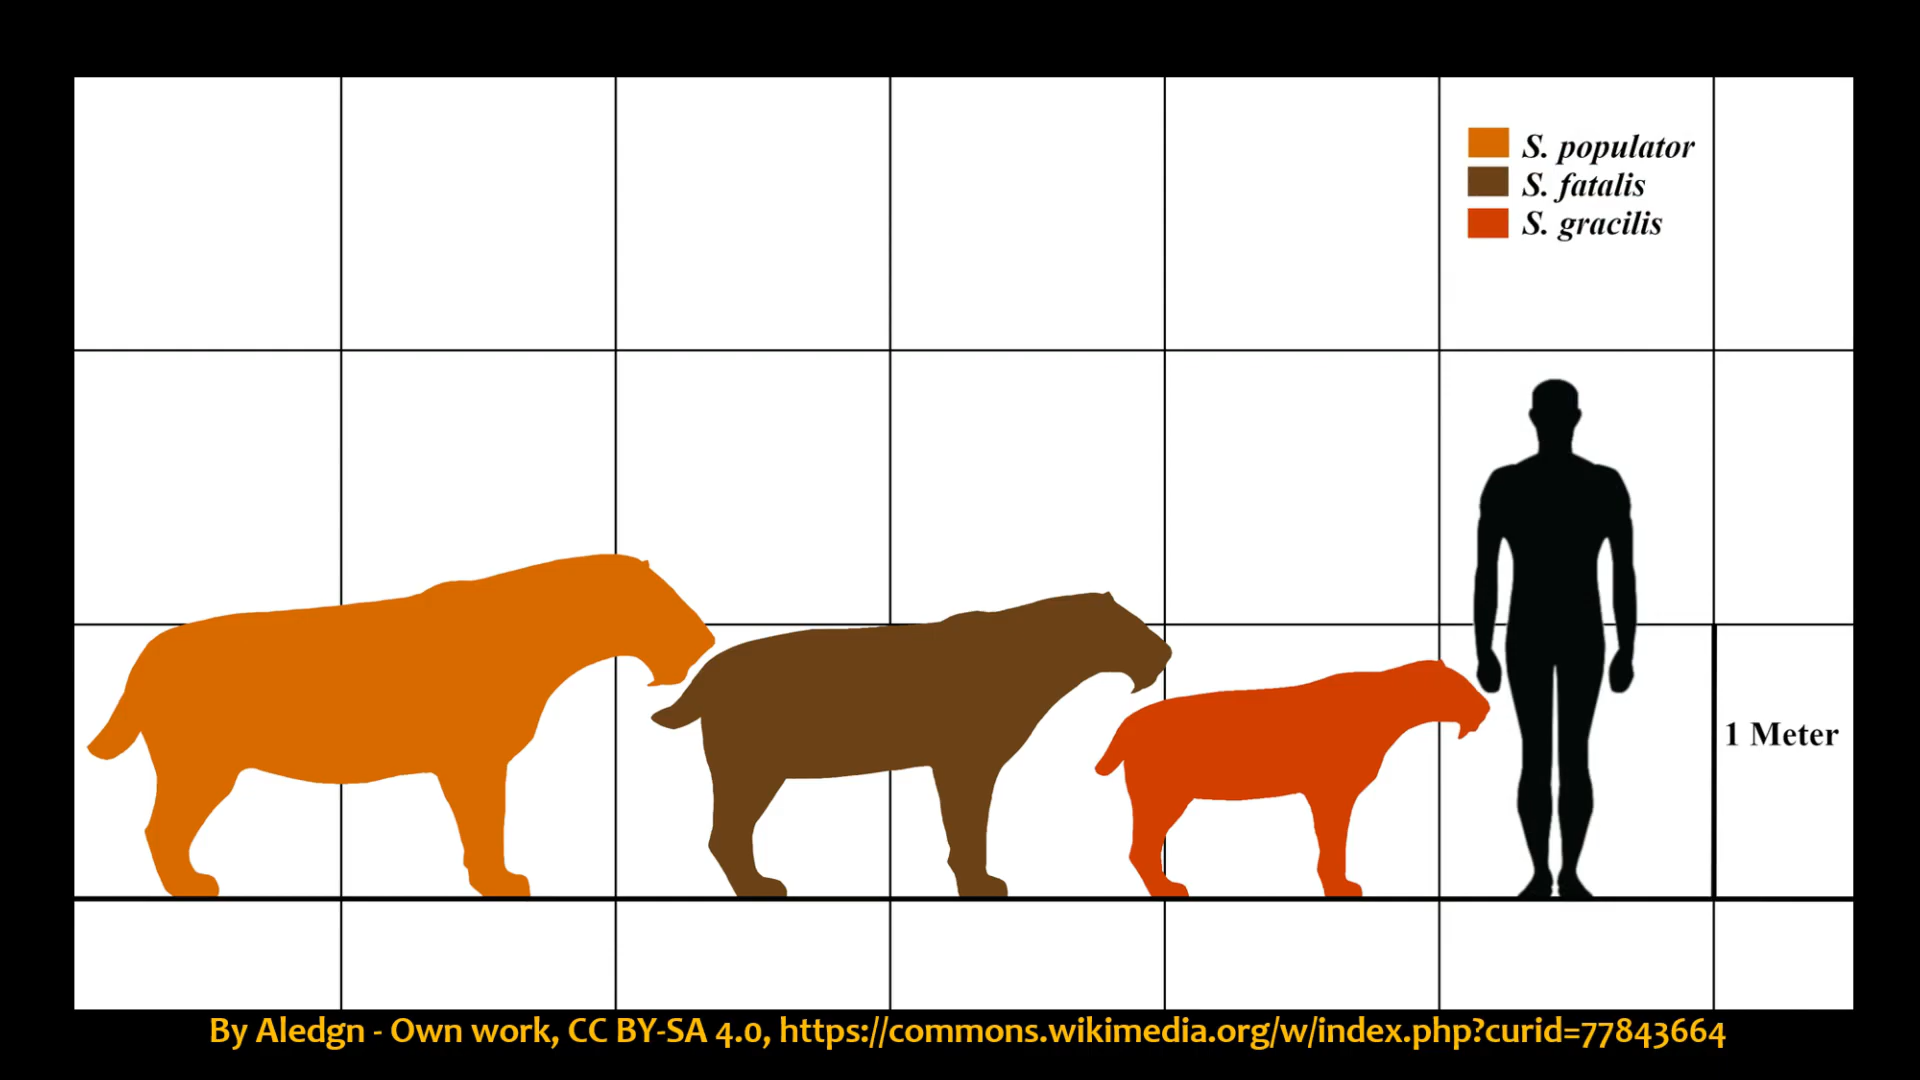 S. populator
S. fatalis
S. gracilis
1 Meter
By Aledgn - Own work, CC BY-SA 4.0, https://commons.wikimedia.org/w/index.php?curid=77843664